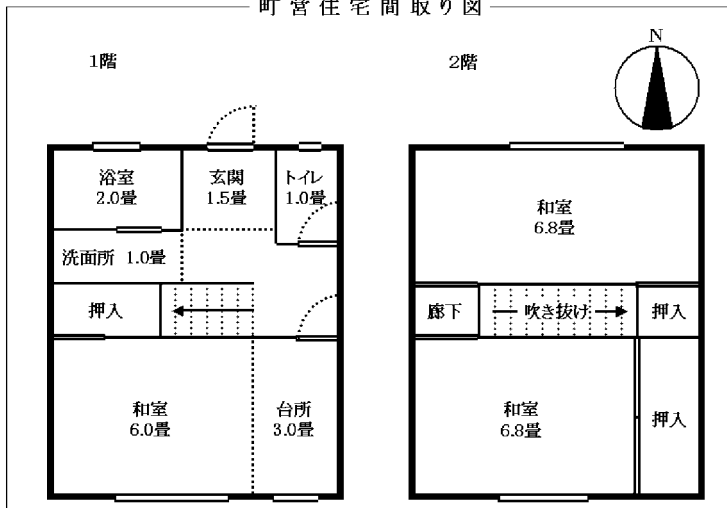 町営住宅間取り図
1階
2階
N
浴室
2.0畳
玄関
1.5畳
トイレ
1.0畳
洗面所 1.0畳
押入
和室
6.0畳
台所
3.0畳
和室
6.8畳
廊下
吹き抜け
押入
和室
6.8畳
押入